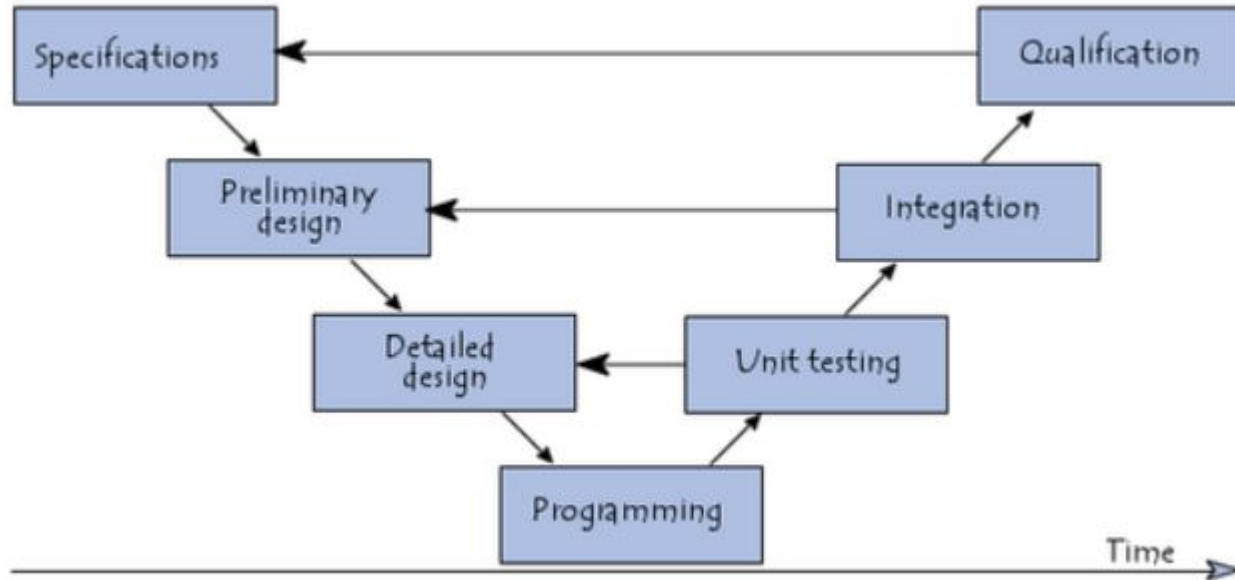 Specifications
Qualification
Preliminary
design
Integration
Detailed
design
Unit testing
Programming
Time